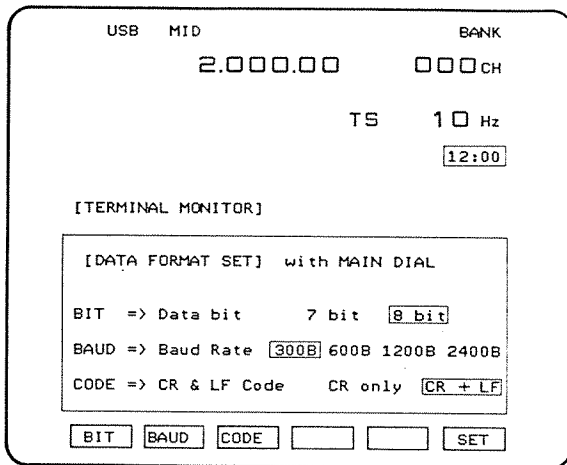 USB MID BANK
2.000.00 000 CH
TS 10 Hz
12:00
[TERMINAL MONITOR]
[DATA FORMAT SET] with MAIN DIAL
BIT => Data bit 7 bit 8 bit
BAUD => Baud Rate 300B 600B 1200B 2400B
CODE => CR & LF Code CR only CR + LF
BIT BAUD CODE SET